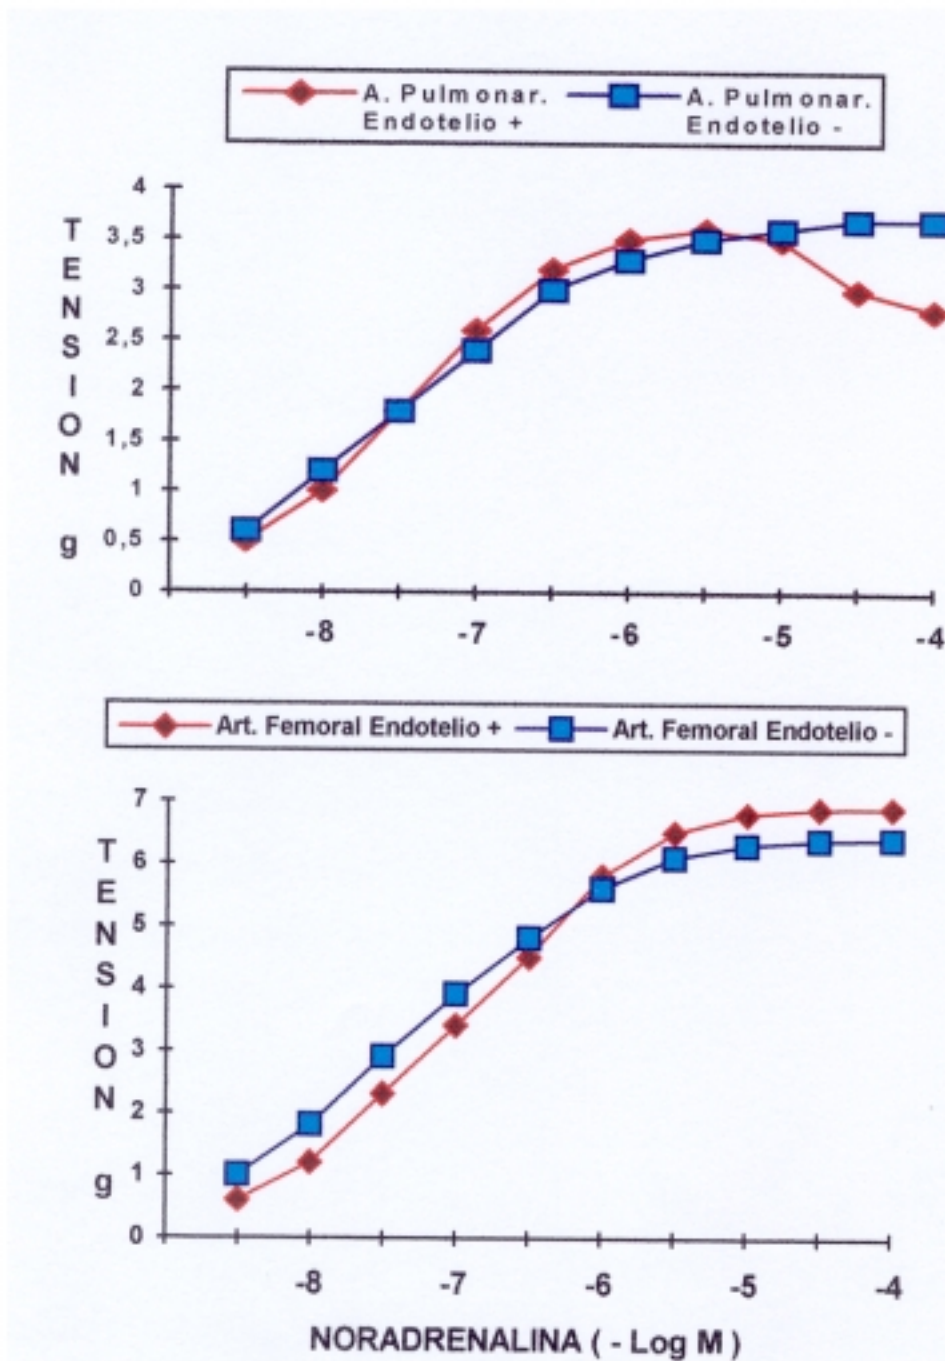 A. Pulmonar. Endotelio +
A. Pulmonar. Endotelio -
TENSION g
4
3,5
3
2,5
2
1,5
1
0,5
0
-8 -7 -6 -5 -4
Art. Femoral Endotelio + Art. Femoral Endotelio -
TENSION g
7
6
5
4
3
2
1
0
-8 -7 -6 -5 -4
NORADRENALINA ( - Log M )